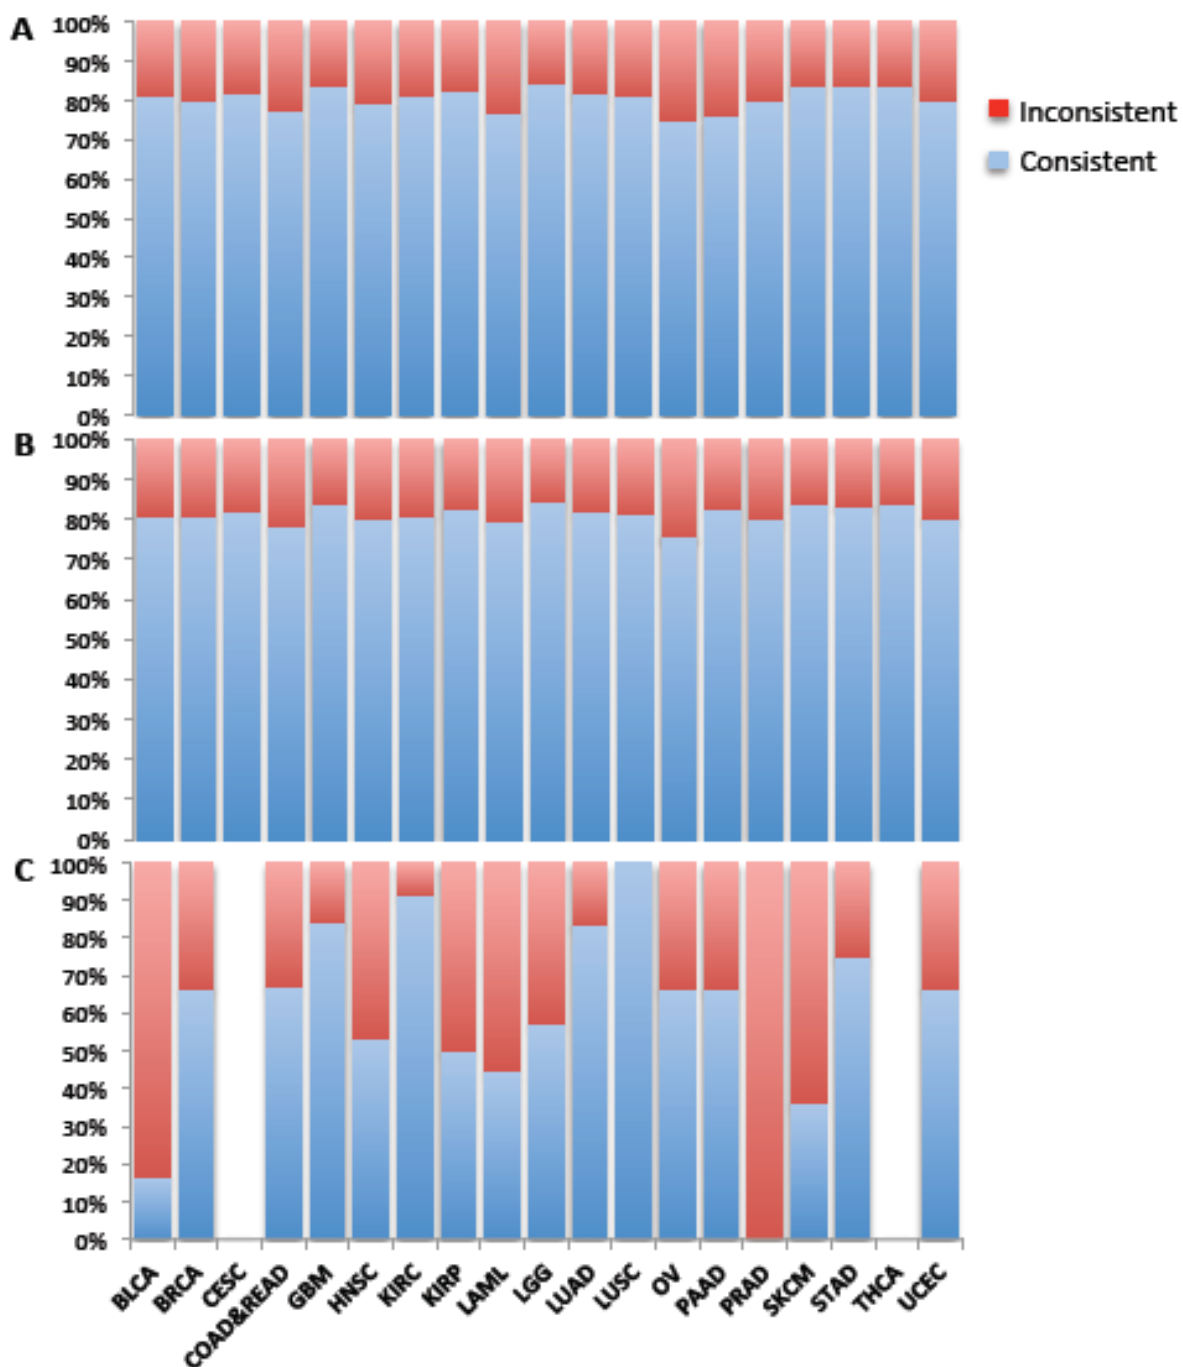 A
100%
90%
80%
70%
60%
50%
40%
30%
20%
10%
0%
Inconsistent
Consistent
B
100%
90%
80%
70%
60%
50%
40%
30%
20%
10%
0%
C
100%
90%
80%
70%
60%
50%
40%
30%
20%
10%
0%
BLCA
BRCA
CESC
COAD&READ
GBM
HNSC
KIRC
KIRP
LAML
LGG
LUAD
LUSC
OV
PAAD
PRAD
SKCM
STAD
THCA
UCEC